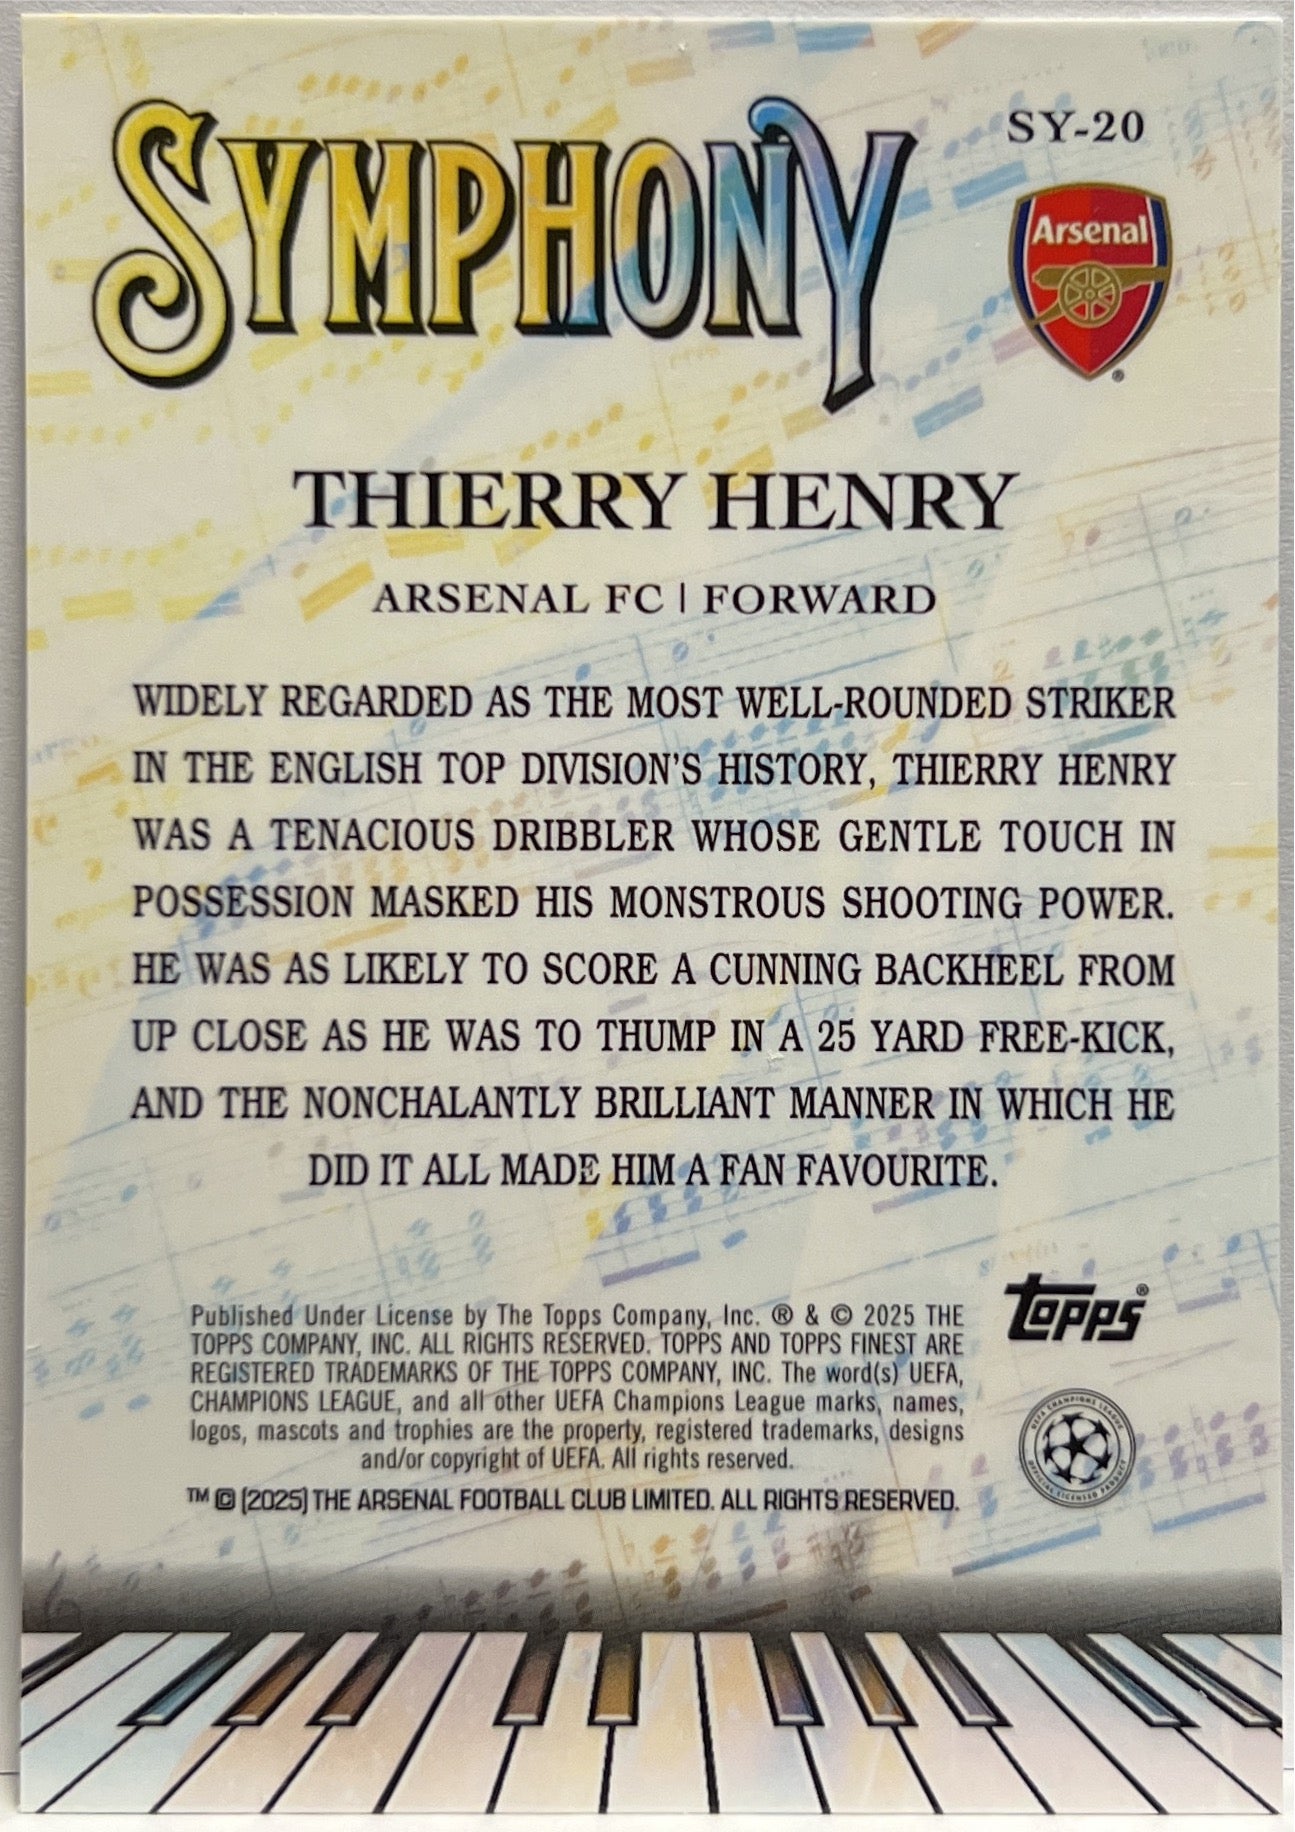 SYMPHONY
SY-20
Arsenal
®
THIERRY HENRY
ARSENAL FC | FORWARD
WIDELY REGARDED AS THE MOST WELL-ROUNDED STRIKER
IN THE ENGLISH TOP DIVISION'S HISTORY, THIERRY HENRY
WAS A TENACIOUS DRIBBLER WHOSE GENTLE TOUCH IN
POSSESSION MASKED HIS MONSTROUS SHOOTING POWER.
HE WAS AS LIKELY TO SCORE A CUNNING BACKHEEL FROM
UP CLOSE AS HE WAS TO THUMP IN A 25 YARD FREE-KICK,
AND THE NONCHALANTLY BRILLIANT MANNER IN WHICH HE
DID IT ALL MADE HIM A FAN FAVOURITE.
Published Under License by The Topps Company, Inc. ® & © 2025 THE
TOPPS COMPANY, INC. ALL RIGHTS RESERVED. TOPPS AND TOPPS FINEST ARE
REGISTERED TRADEMARKS OF THE TOPPS COMPANY, INC. The word(s) UEFA,
CHAMPIONS LEAGUE, and all other UEFA Champions League marks, names,
logos, mascots and trophies are the property, registered trademarks, designs
and/or copyright of UEFA. All rights reserved.
™ © (2025) THE ARSENAL FOOTBALL CLUB LIMITED. ALL RIGHTS RESERVED.
topps®
UEFA CHAMPIONS LEAGUE
OFFICIAL LICENSED PRODUCT